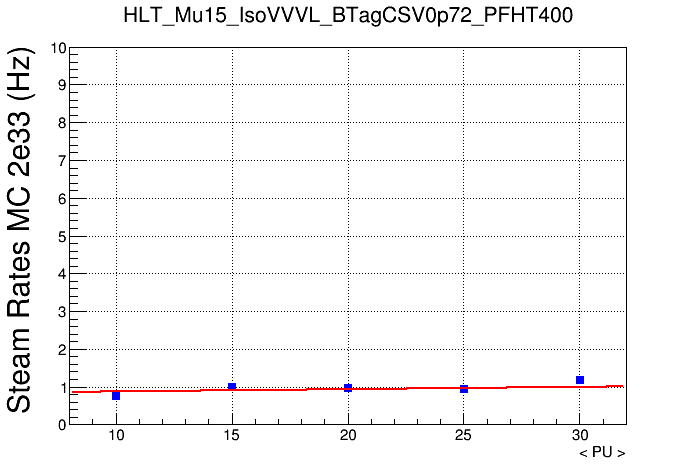 HLT_Mu15_IsoVVVL_BTagCSV0p72_PFHT400
Steam Rates MC 2e33 (Hz)
10
9
8
7
6
5
4
3
2
1
0
10 15 20 25 30
< PU >